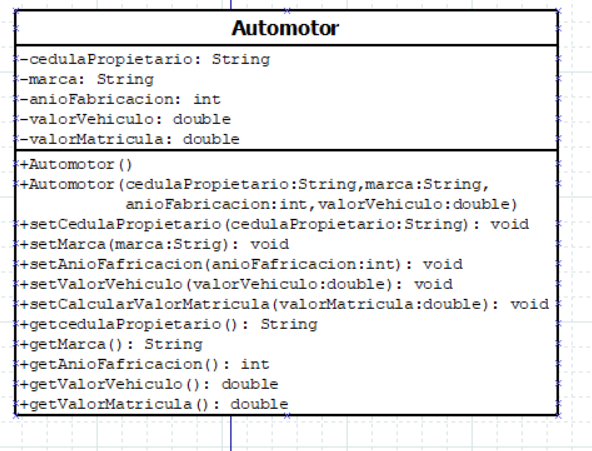 Automotor
-cedulaPropietario: String
-marca: String
-anioFabricacion: int
-valorVehiculo: double
-valorMatricula: double
+Automotor()
+Automotor(cedulaPropietario:String,marca:String,
anioFabricacion:int,valorVehiculo:double)
+setCedulaPropietario(cedulaPropietario:String): void
+setMarca(marca:Strig): void
+setAnioFafricacion(anioFafricacion:int): void
+setValorVehiculo(valorVehiculo:double): void
+setCalcularValorMatricula(valorMatricula:double): void
+getcedulaPropietario(): String
+getMarca(): String
+getAnioFafricacion(): int
+getValorVehiculo(): double
+getValorMatricula(): double